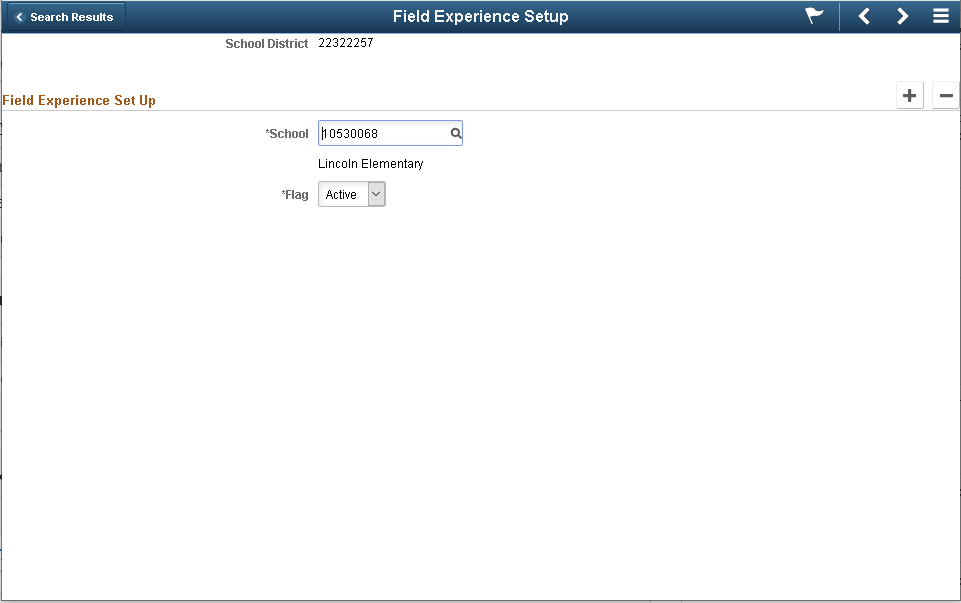 Search Results
Field Experience Setup
School District 22322257
Field Experience Set Up
*School 10530068
Lincoln Elementary
*Flag Active